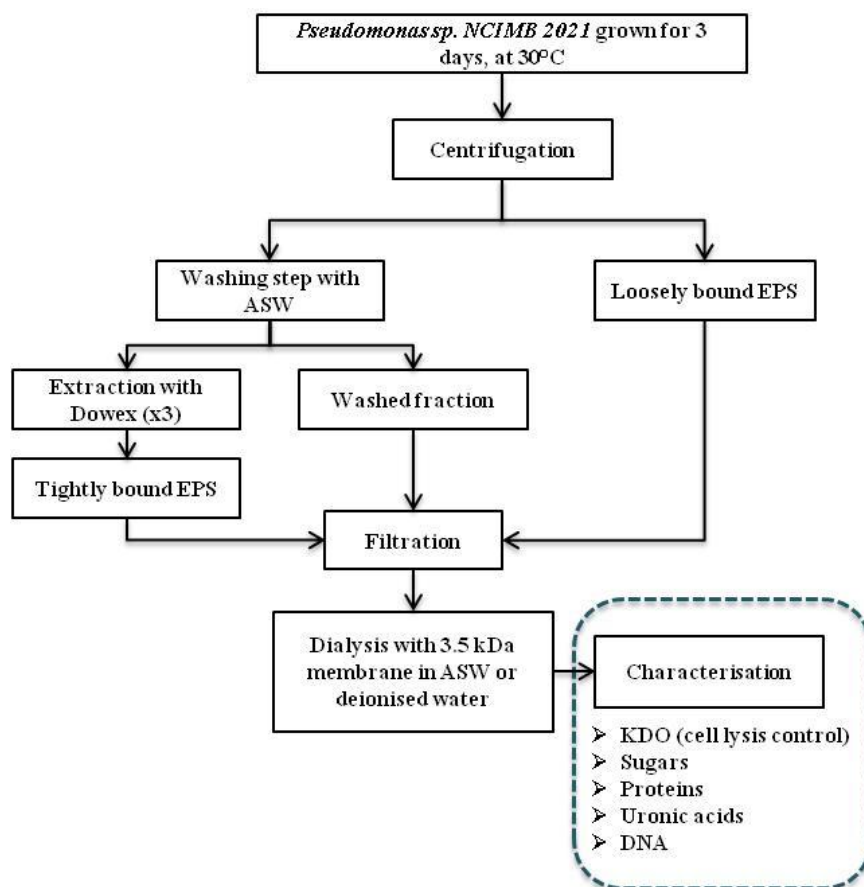 Pseudomonas sp. NCIMB 2021 grown for 3
days, at 30°C
Centrifugation
Washing step with
ASW
Loosely bound EPS
Extraction with
Dowex (x3)
Washed fraction
Tightly bound EPS
Filtration
Dialysis with 3.5 kDa
membrane in ASW or
deionised water
Characterisation
➢ KDO (cell lysis control)
➢ Sugars
➢ Proteins
➢ Uronic acids
➢ DNA